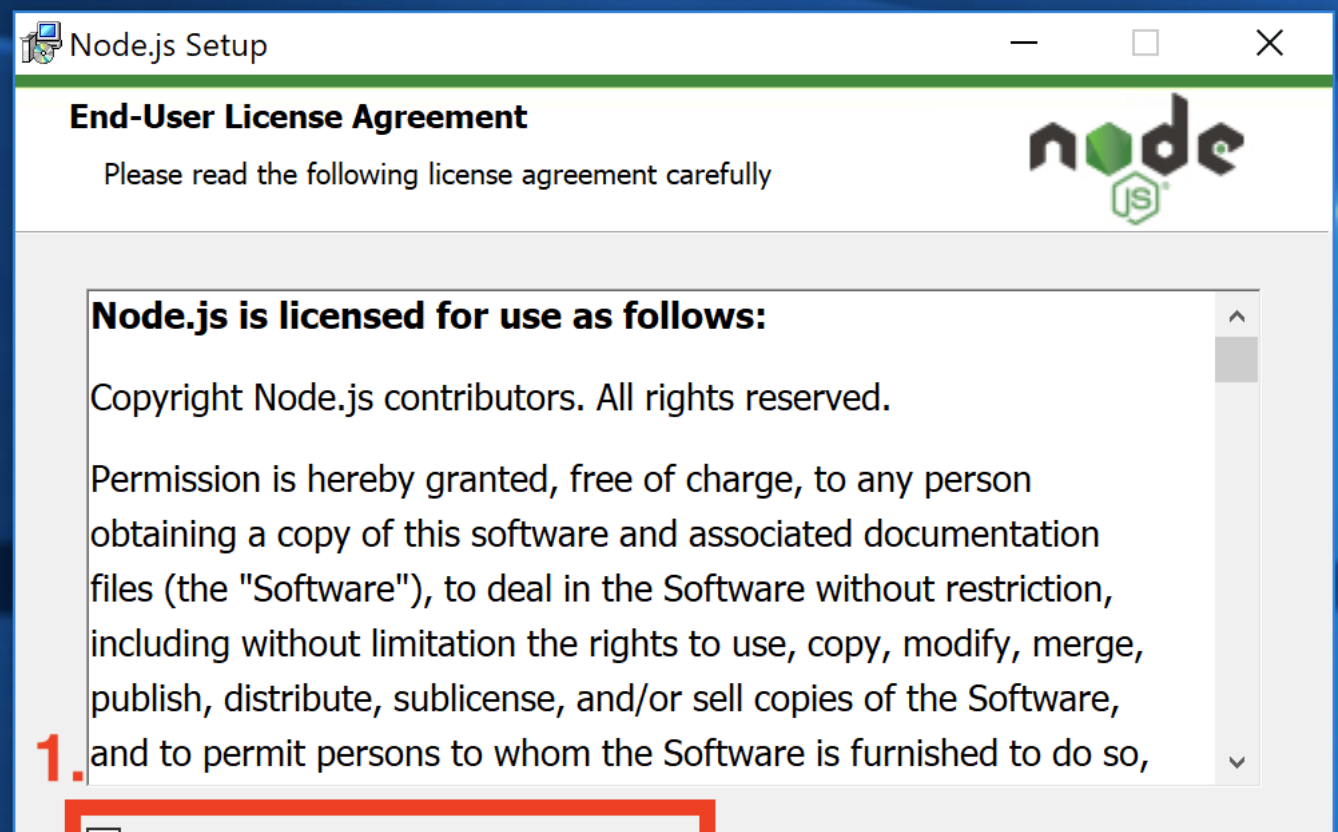 Node.js Setup
End-User License Agreement
Please read the following license agreement carefully
node
JS
Node.js is licensed for use as follows:
Copyright Node.js contributors. All rights reserved.
Permission is hereby granted, free of charge, to any person
obtaining a copy of this software and associated documentation
files (the "Software"), to deal in the Software without restriction,
including without limitation the rights to use, copy, modify, merge,
publish, distribute, sublicense, and/or sell copies of the Software,
and to permit persons to whom the Software is furnished to do so,
1.